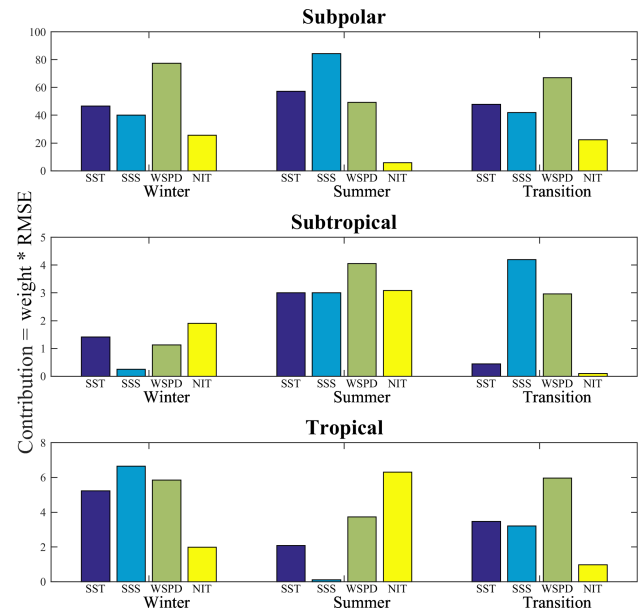 Subpolar
100
80
60
40
20
0
SST SSS WSPD NIT SST SSS WSPD NIT SST SSS WSPD NIT
Winter Summer Transition
Contribution = weight * RMSE
Subtropical
5
4
3
2
1
0
SST SSS WSPD NIT SST SSS WSPD NIT SST SSS WSPD NIT
Winter Summer Transition
Tropical
8
6
4
2
0
SST SSS WSPD NIT SST SSS WSPD NIT SST SSS WSPD NIT
Winter Summer Transition